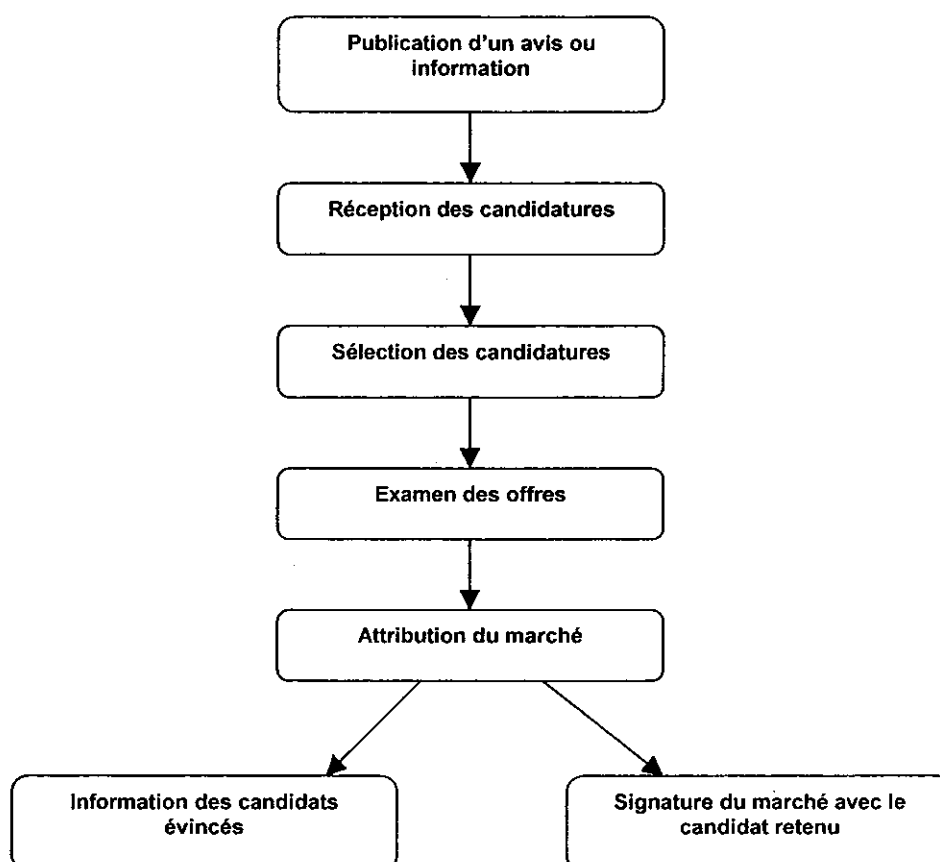 Publication d'un avis ou
information
Réception des candidatures
Sélection des candidatures
Examen des offres
Attribution du marché
Information des candidats
évincés
Signature du marché avec le
candidat retenu